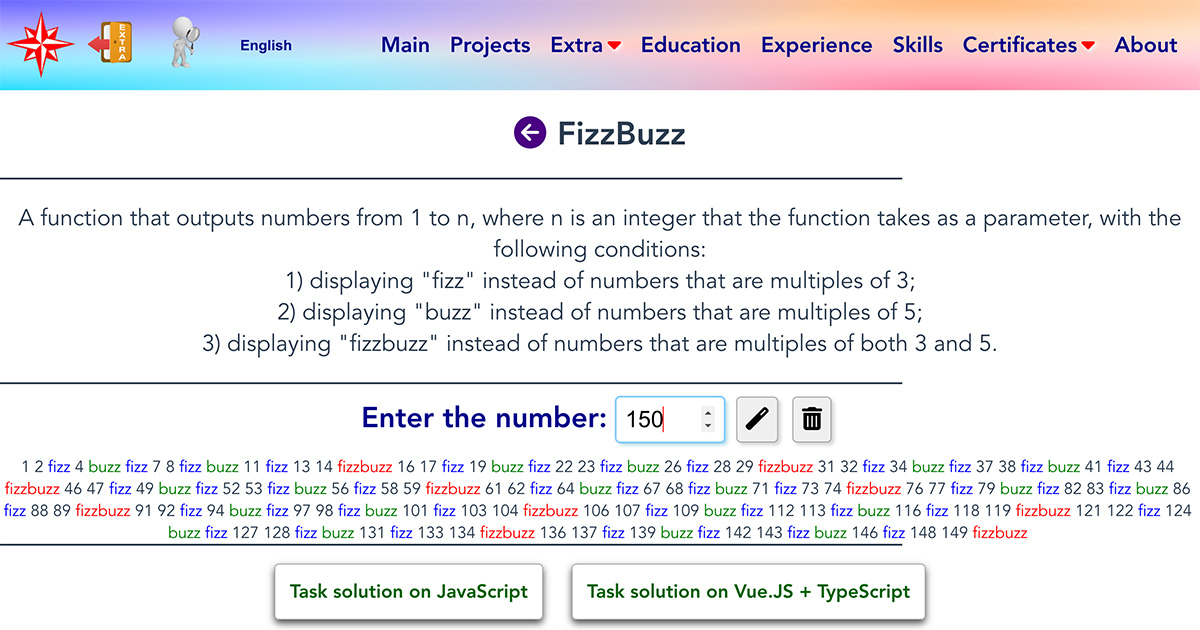 EXTRA
English
Main Projects Extra Education Experience Skills Certificates About
FizzBuzz
A function that outputs numbers from 1 to n, where n is an integer that the function takes as a parameter, with the
following conditions:
1) displaying "fizz" instead of numbers that are multiples of 3;
2) displaying "buzz" instead of numbers that are multiples of 5;
3) displaying "fizzbuzz" instead of numbers that are multiples of both 3 and 5.
Enter the number: 150
1 2 fizz 4 buzz fizz 7 8 fizz buzz 11 fizz 13 14 fizzbuzz 16 17 fizz 19 buzz fizz 22 23 fizz buzz 26 fizz 28 29 fizzbuzz 31 32 fizz 34 buzz fizz 37 38 fizz buzz 41 fizz 43 44
fizzbuzz 46 47 fizz 49 buzz fizz 52 53 fizz buzz 56 fizz 58 59 fizzbuzz 61 62 fizz 64 buzz fizz 67 68 fizz buzz 71 fizz 73 74 fizzbuzz 76 77 fizz 79 buzz fizz 82 83 fizz buzz 86
fizz 88 89 fizzbuzz 91 92 fizz 94 buzz fizz 97 98 fizz buzz 101 fizz 103 104 fizzbuzz 106 107 fizz 109 buzz fizz 112 113 fizz buzz 116 fizz 118 119 fizzbuzz 121 122 fizz 124
buzz fizz 127 128 fizz buzz 131 fizz 133 134 fizzbuzz 136 137 fizz 139 buzz fizz 142 143 fizz buzz 146 fizz 148 149 fizzbuzz
Task solution on JavaScript
Task solution on Vue.JS + TypeScript